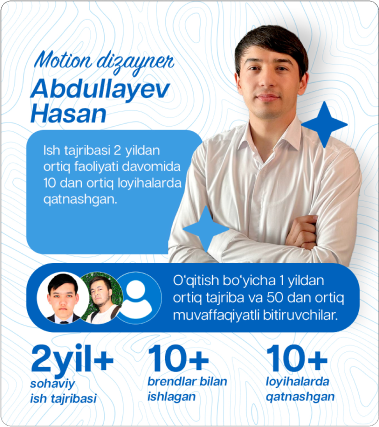 Motion dizayner
Abdullayev
Hasan
Ish tajribasi 2 yildan
ortiq faoliyati davomida
10 dan ortiq loyihalarda
qatnashgan.
O'qitish bo'yicha 1 yildan
ortiq tajriba va 50 dan ortiq
muvaffaqiyatli bitiruvchilar.
2yil+ 10+ 10+
sohaviy brendlar bilan loyihalarda
ish tajribasi ishlagan qatnashgan